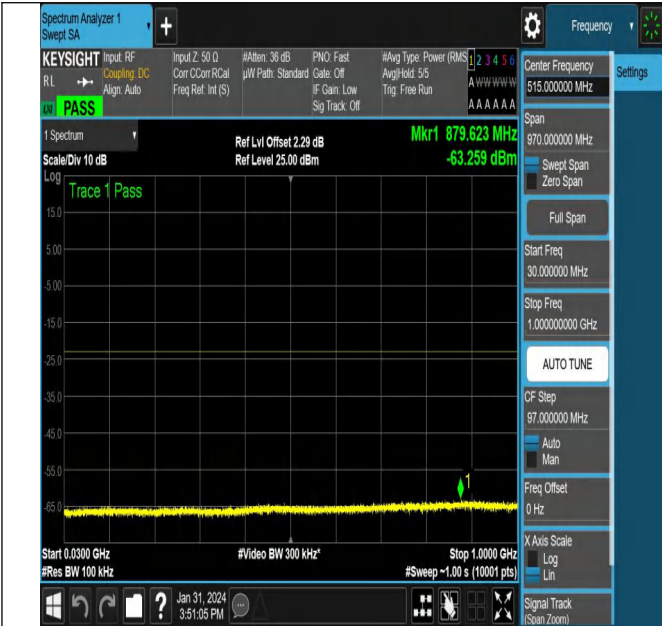 Spectrum Analyzer 1
Swept SA
+
Frequency
KEYSIGHT
RL
PASS
Input: RF
Coupling: DC
Align: Auto
Input Z: 50 Ω
Corr CCorr RCal
Freq Ref: Int (S)
#Atten: 36 dB
µW Path: Standard
PNO: Fast
Gate: Off
IF Gain: Low
Sig Track: Off
#Avg Type: Power (RMS
Avg|Hold: 5/5
Trig: Free Run
1 2 3 4 5 6
A W W W W W
A A A A A A
1 Spectrum
Scale/Div 10 dB
Log
Ref Lvl Offset 2.29 dB
Ref Level 25.00 dBm
Mkr1 879.623 MHz
-63.259 dBm
Trace 1 Pass
15.0
5.00
-5.00
-15.0
-25.0
-35.0
-45.0
-55.0
-65.0
1
Start 0.0300 GHz
#Res BW 100 kHz
#Video BW 300 kHz*
Stop 1.0000 GHz
#Sweep ~1.00 s (10001 pts)
Center Frequency
515.000000 MHz
Settings
Span
970.000000 MHz
Swept Span
Zero Span
Full Span
Start Freq
30.000000 MHz
Stop Freq
1.000000000 GHz
AUTO TUNE
CF Step
97.000000 MHz
Auto
Man
Freq Offset
0 Hz
X Axis Scale
Log
Lin
Signal Track
(Span Zoom)
?
Jan 31, 2024
3:51:05 PM